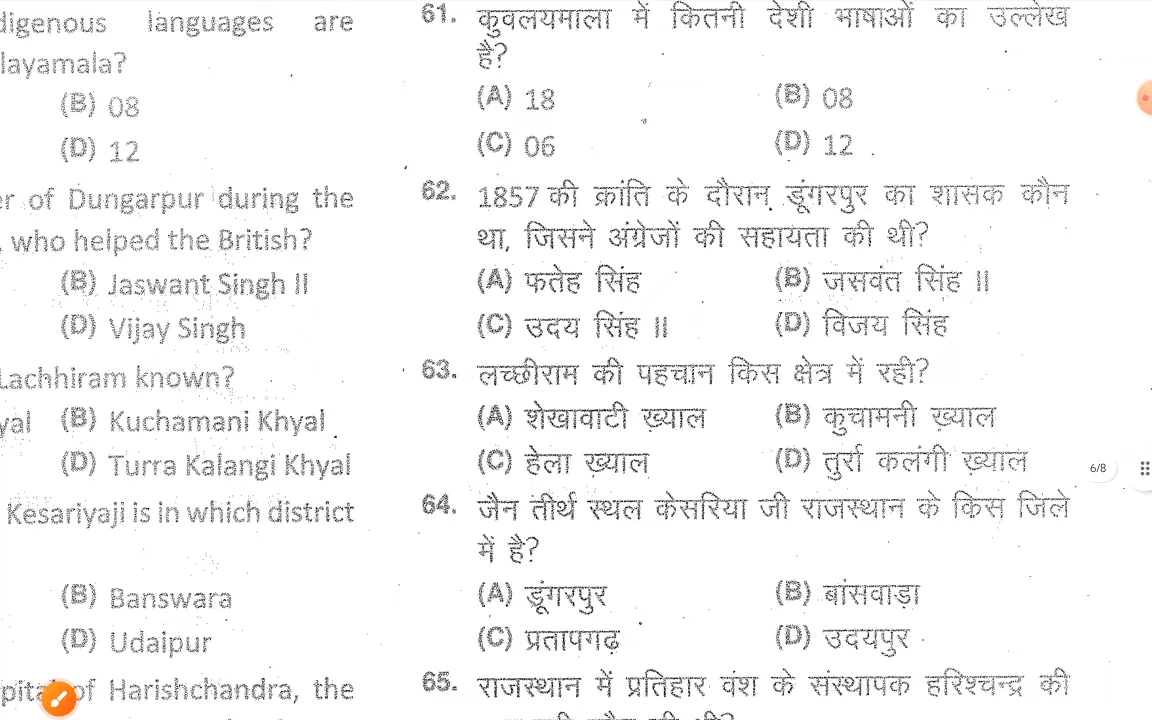 digenous languages are
layamala?
(B) 08
(D) 12
er of Dungarpur during the
, who helped the British?
(B) Jaswant Singh II
(D) Vijay Singh
Lachhiram known?
yal (B) Kuchamani Khyal
(D) Turra Kalangi Khyal
Kesariyaji is in which district
(B) Banswara
(D) Udaipur
of Harishchandra, the
61. कुवलयमाला में कितनी देशी भाषाओं का उल्लेख
है?
(A) 18 (B) 08
(C) 06 (D) 12
62. 1857 की क्रांति के दौरान डूंगरपुर का शासक कौन
था, जिसने अंग्रेजों की सहायता की थी?
(A) फतेह सिंह (B) जसवंत सिंह II
(C) उदय सिंह II (D) विजय सिंह
63. लच्छीराम की पहचान किस क्षेत्र में रही?
(A) शेखावाटी ख़्याल (B) कुचामनी ख़्याल
(C) हेला ख़्याल (D) तुर्रा कलंगी ख़्याल
64. जैन तीर्थ स्थल केसरिया जी राजस्थान के किस जिले
में है?
(A) डूंगरपुर (B) बांसवाड़ा
(C) प्रतापगढ़ (D) उदयपुर
65. राजस्थान में प्रतिहार वंश के संस्थापक हरिश्चन्द्र की
6/8